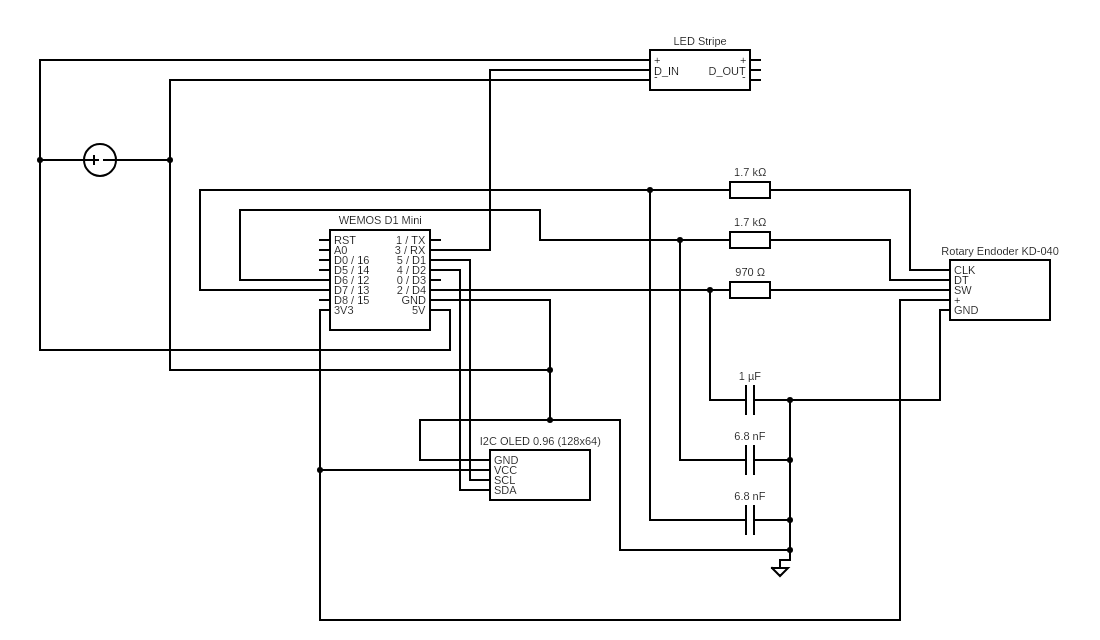 LED Stripe
+ +
D_IN D_OUT
- -
+ -
1.7 kΩ
WEMOS D1 Mini
1.7 kΩ
RST 1 / TX
A0 3 / RX
D0 / 16 5 / D1
D5 / 14 4 / D2
D6 / 12 0 / D3
D7 / 13 2 / D4
D8 / 15 GND
3V3 5V
970 Ω
Rotary Endoder KD-040
CLK
DT
SW
+
GND
1 µF
6.8 nF
6.8 nF
I2C OLED 0.96 (128x64)
GND
VCC
SCL
SDA